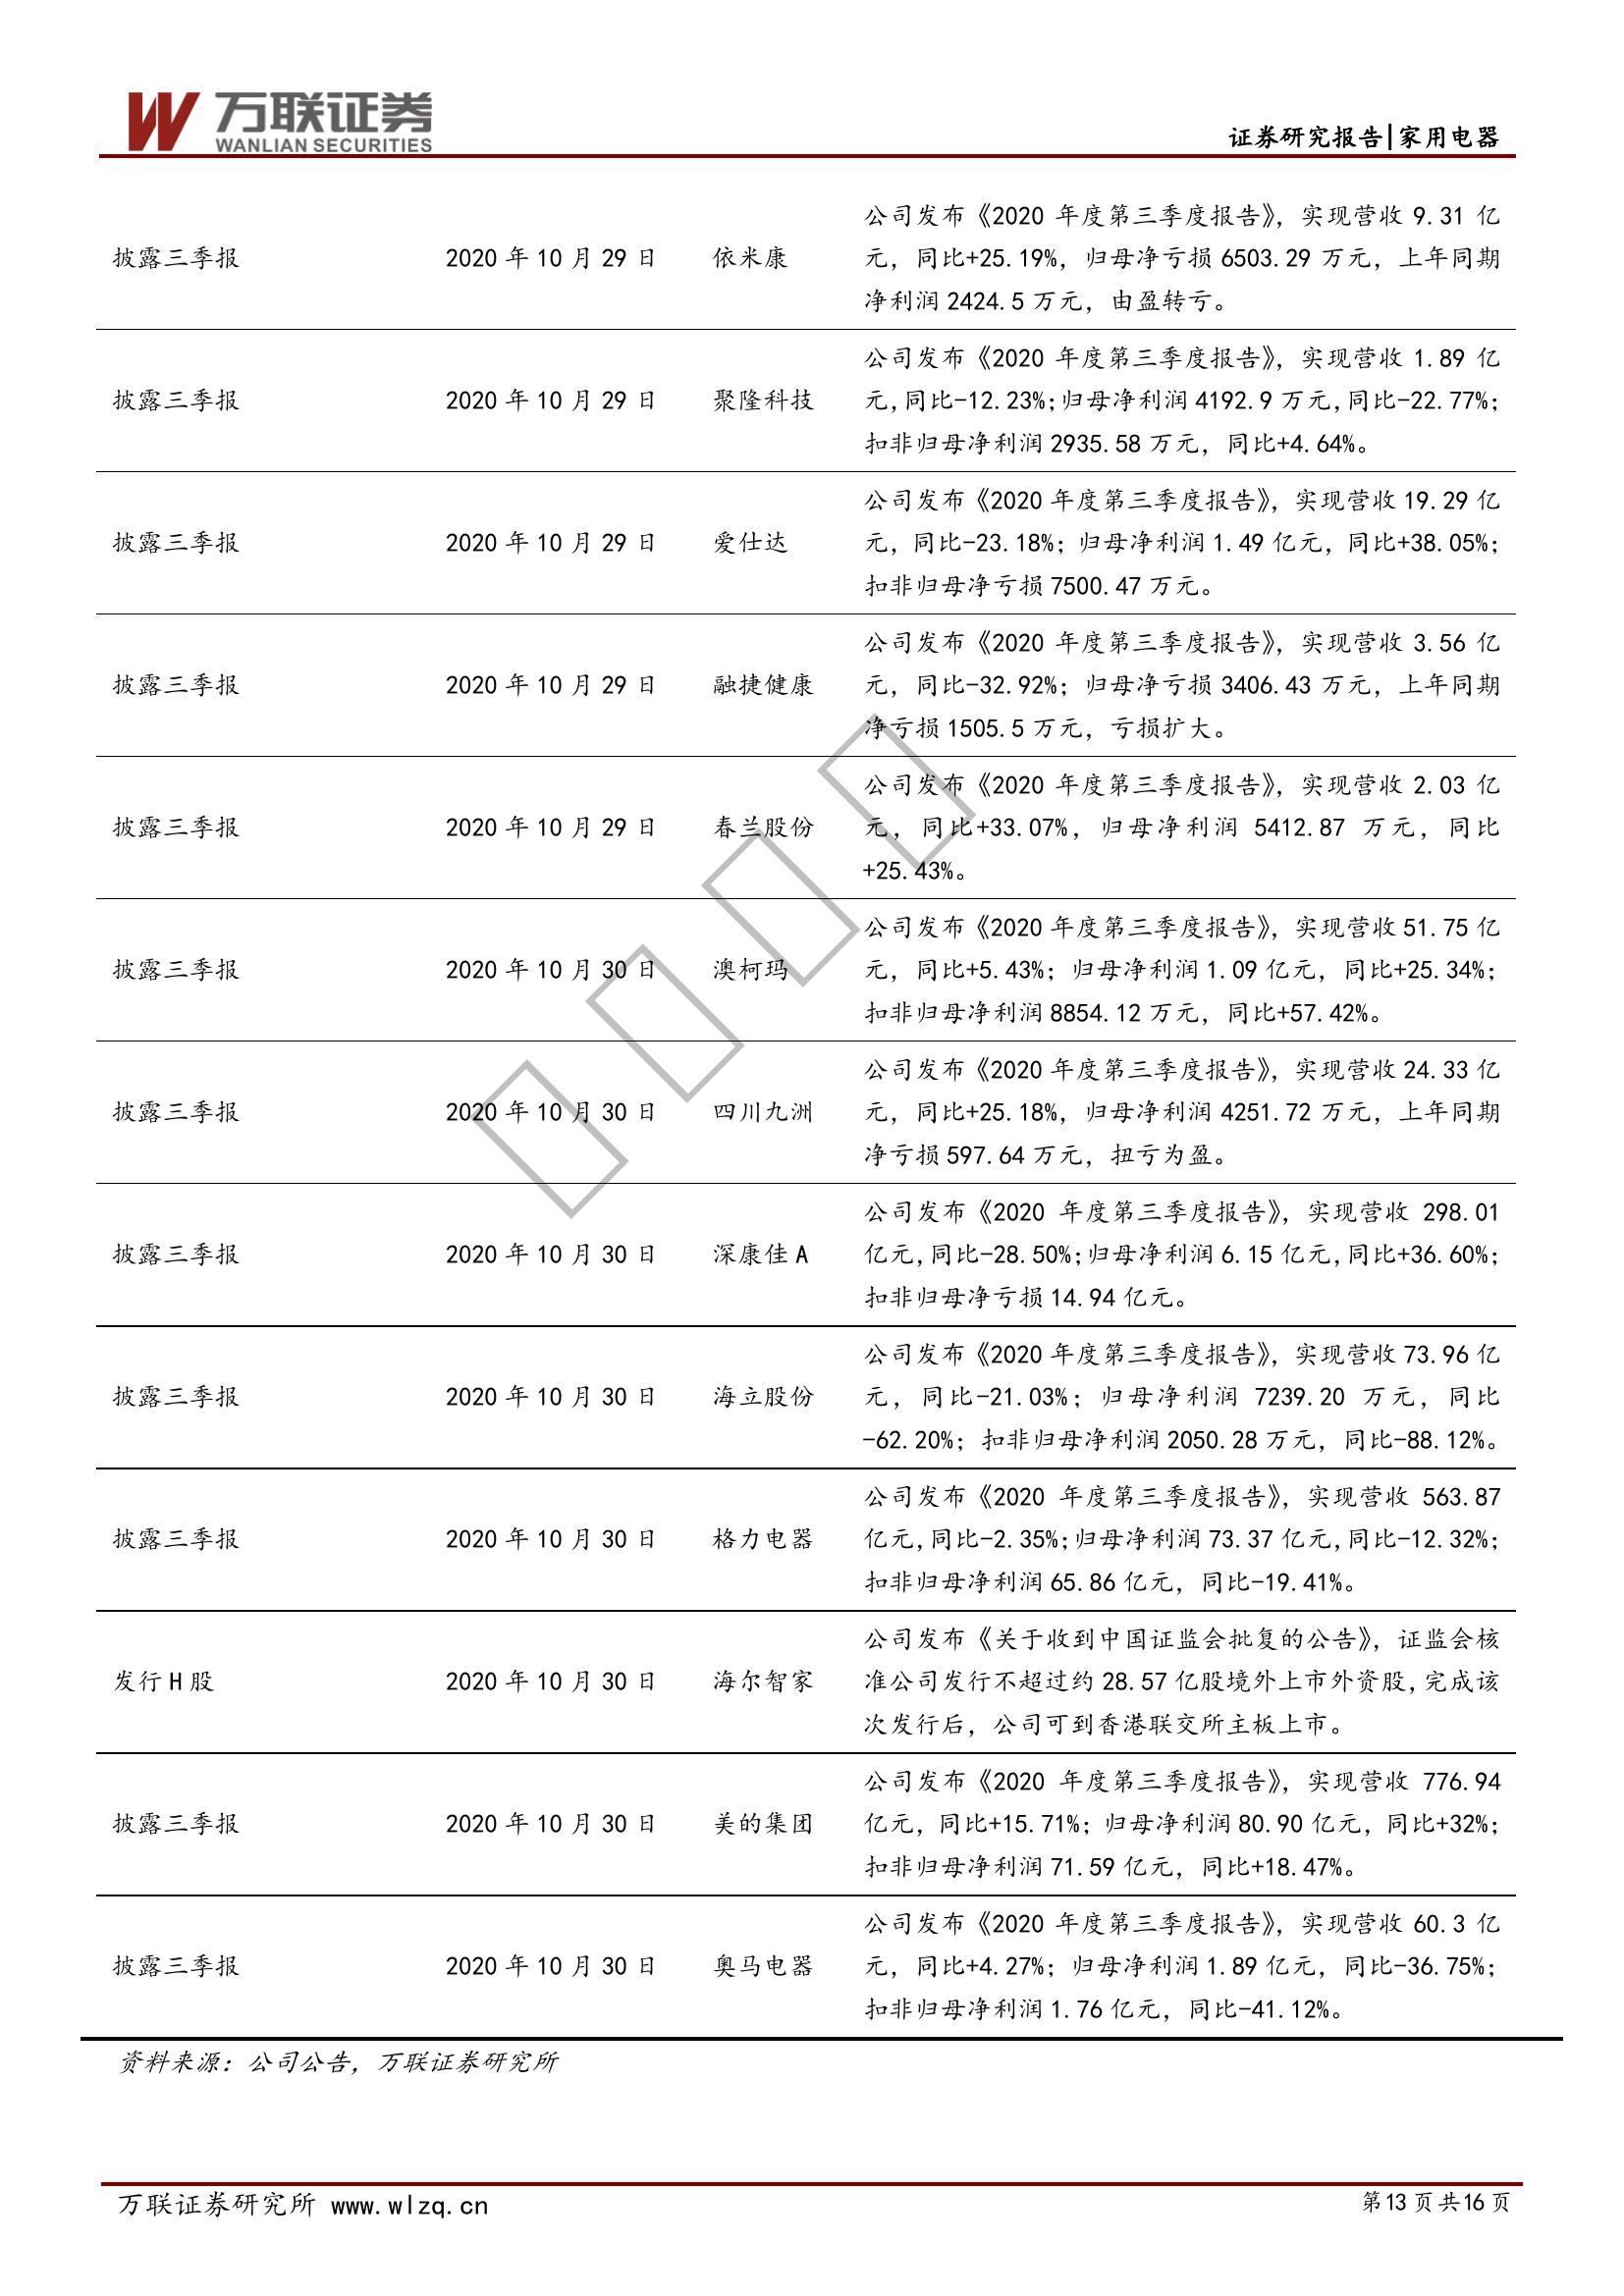 万联证券
WANLIAN SECURITIES
证券研究报告|家用电器
公司发布《2020 年度第三季度报告》，实现营收 9.31 亿
披露三季报 2020 年 10 月 29 日 依米康 元，同比+25.19%，归母净亏损 6503.29 万元，上年同期
净利润 2424.5 万元，由盈转亏。
公司发布《2020 年度第三季度报告》，实现营收 1.89 亿
披露三季报 2020 年 10 月 29 日 聚隆科技 元，同比-12.23%；归母净利润 4192.9 万元，同比-22.77%；
扣非归母净利润 2935.58 万元，同比+4.64%。
公司发布《2020 年度第三季度报告》，实现营收 19.29 亿
披露三季报 2020 年 10 月 29 日 爱仕达 元，同比-23.18%；归母净利润 1.49 亿元，同比+38.05%；
扣非归母净亏损 7500.47 万元。
公司发布《2020 年度第三季度报告》，实现营收 3.56 亿
披露三季报 2020 年 10 月 29 日 融捷健康 元，同比-32.92%；归母净亏损 3406.43 万元，上年同期
净亏损 1505.5 万元，亏损扩大。
公司发布《2020 年度第三季度报告》，实现营收 2.03 亿
披露三季报 2020 年 10 月 29 日 春兰股份 元，同比+33.07%，归母净利润 5412.87 万元，同比
+25.43%。
公司发布《2020 年度第三季度报告》，实现营收 51.75 亿
披露三季报 2020 年 10 月 30 日 澳柯玛 元，同比+5.43%；归母净利润 1.09 亿元，同比+25.34%；
扣非归母净利润 8854.12 万元，同比+57.42%。
公司发布《2020 年度第三季度报告》，实现营收 24.33 亿
披露三季报 2020 年 10 月 30 日 四川九洲 元，同比+25.18%，归母净利润 4251.72 万元，上年同期
净亏损 597.64 万元，扭亏为盈。
公司发布《2020 年度第三季度报告》，实现营收 298.01
披露三季报 2020 年 10 月 30 日 深康佳 A 亿元，同比-28.50%；归母净利润 6.15 亿元，同比+36.60%；
扣非归母净亏损 14.94 亿元。
公司发布《2020 年度第三季度报告》，实现营收 73.96 亿
披露三季报 2020 年 10 月 30 日 海立股份 元，同比-21.03%；归母净利润 7239.20 万元，同比
-62.20%；扣非归母净利润 2050.28 万元，同比-88.12%。
公司发布《2020 年度第三季度报告》，实现营收 563.87
披露三季报 2020 年 10 月 30 日 格力电器 亿元，同比-2.35%；归母净利润 73.37 亿元，同比-12.32%；
扣非归母净利润 65.86 亿元，同比-19.41%。
公司发布《关于收到中国证监会批复的公告》，证监会核
发行 H 股 2020 年 10 月 30 日 海尔智家 准公司发行不超过约 28.57 亿股境外上市外资股，完成该
次发行后，公司可到香港联交所主板上市。
公司发布《2020 年度第三季度报告》，实现营收 776.94
披露三季报 2020 年 10 月 30 日 美的集团 亿元，同比+15.71%；归母净利润 80.90 亿元，同比+32%；
扣非归母净利润 71.59 亿元，同比+18.47%。
公司发布《2020 年度第三季度报告》，实现营收 60.3 亿
披露三季报 2020 年 10 月 30 日 奥马电器 元，同比+4.27%；归母净利润 1.89 亿元，同比-36.75%；
扣非归母净利润 1.76 亿元，同比-41.12%。
资料来源：公司公告，万联证券研究所
万联证券研究所 www.wlzq.cn 第 13 页 共 16 页